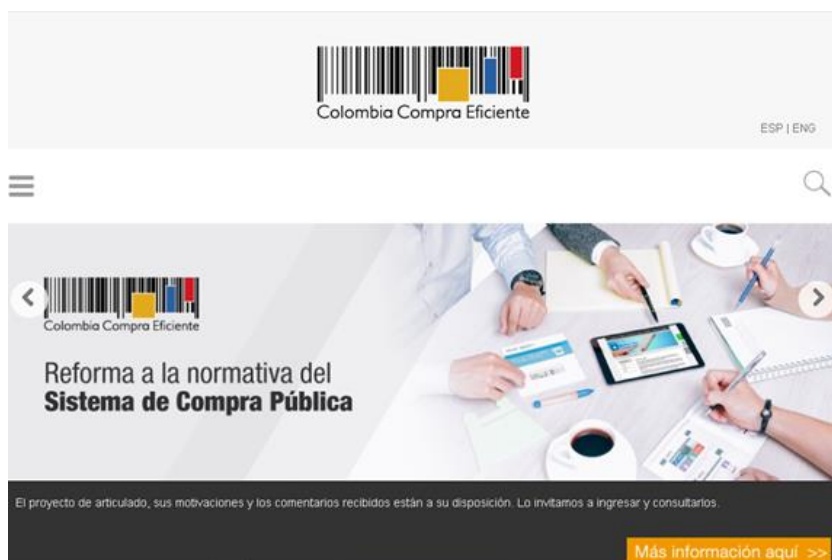 Colombia Compra Eficiente
ESP | ENG
Colombia Compra Eficiente
Reforma a la normativa del
Sistema de Compra Pública
El proyecto de articulado, sus motivaciones y los comentarios recibidos están a su disposición. Lo invitamos a ingresar y consultarlos.
Más información aquí >>